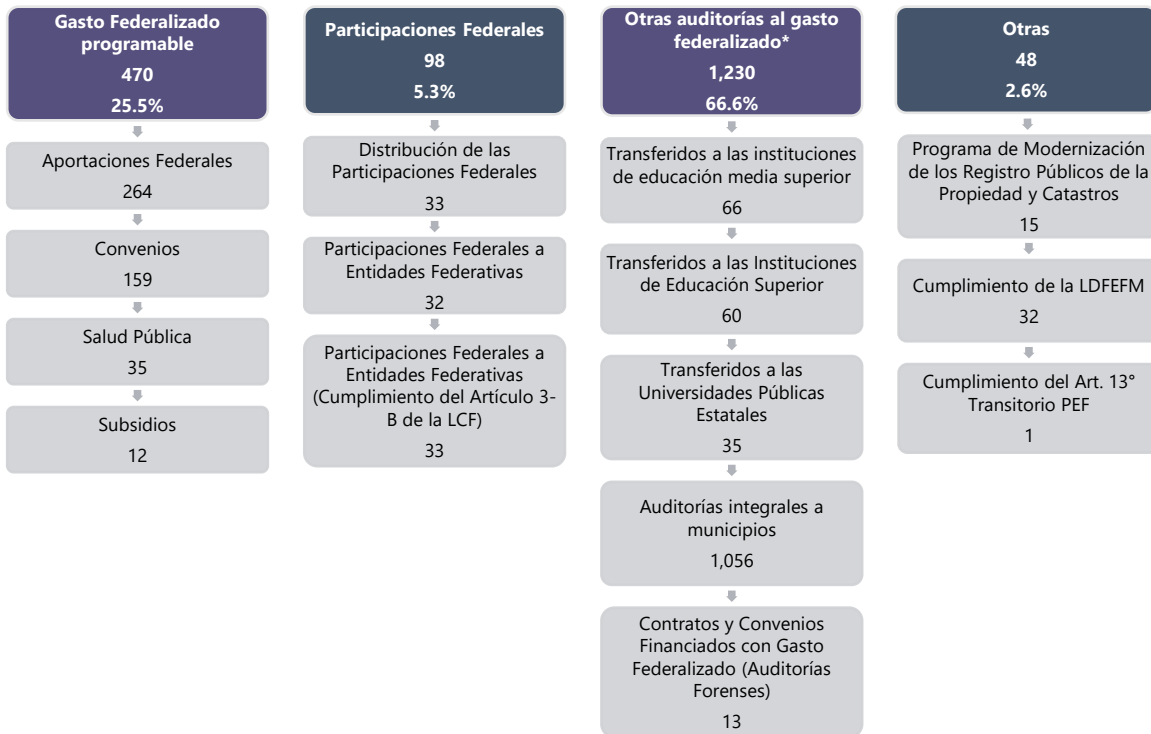 Gasto Federalizado
programable
470
25.5%
Aportaciones Federales
264
Convenios
159
Salud Pública
35
Subsidios
12
Participaciones Federales
98
5.3%
Distribución de las
Participaciones Federales
33
Participaciones Federales a
Entidades Federativas
32
Participaciones Federales a
Entidades Federativas
(Cumplimiento del Artículo 3-
B de la LCF)
33
Otras auditorías al gasto
federalizado*
1,230
66.6%
Transferidos a las instituciones
de educación media superior
66
Transferidos a las Instituciones
de Educación Superior
60
Transferidos a las
Universidades Públicas
Estatales
35
Auditorías integrales a
municipios
1,056
Contratos y Convenios
Financiados con Gasto
Federalizado (Auditorías
Forenses)
13
Otras
48
2.6%
Programa de Modernización
de los Registro Públicos de la
Propiedad y Catastros
15
Cumplimiento de la LDFEFM
32
Cumplimiento del Art. 13°
Transitorio PEF
1